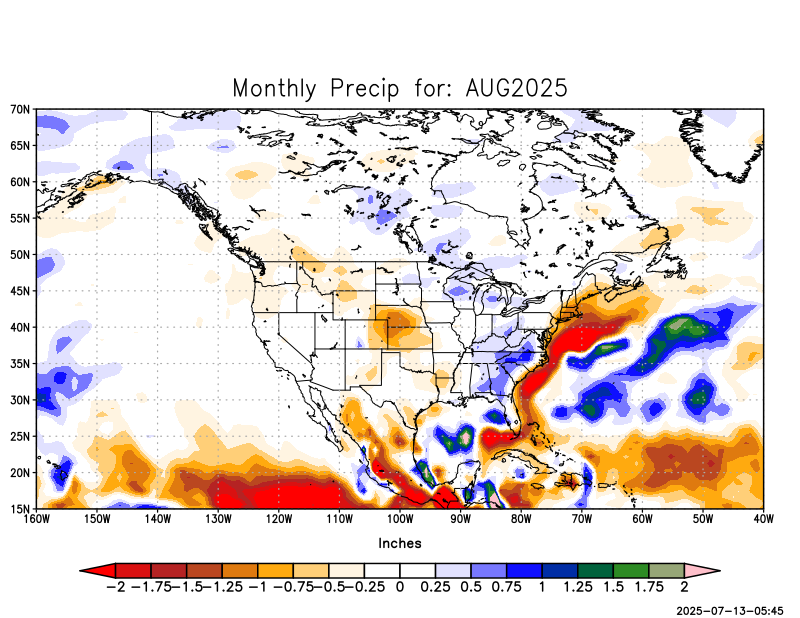 Monthly Precip for: AUG2025
70N
65N
60N
55N
50N
45N
40N
35N
30N
25N
20N
15N
160W 150W 140W 130W 120W 110W 100W 90W 80W 70W 60W 50W 40W
Inches
-2 -1.75 -1.5 -1.25 -1 -0.75 -0.5 -0.25 0 0.25 0.5 0.75 1 1.25 1.5 1.75 2
2025-07-13-05:45